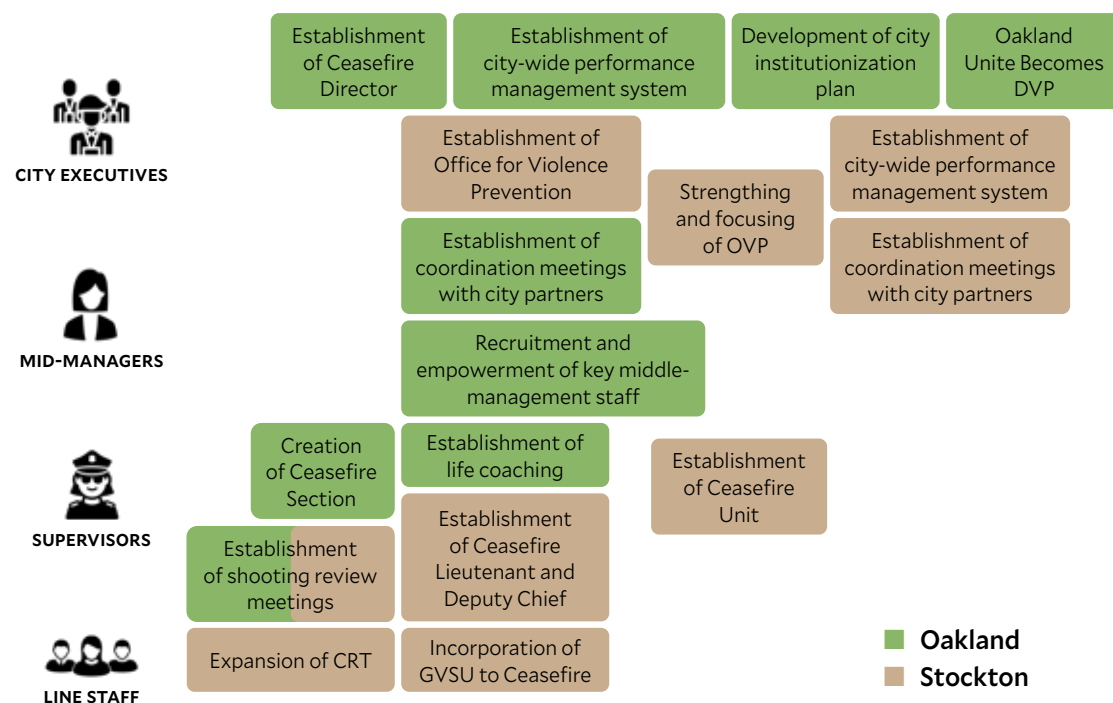 Establishment
of Ceasefire
Director
Establishment of
city-wide performance
management system
Development of city
institutionization
plan
Oakland
Unite Becomes
DVP
CITY EXECUTIVES
Establishment of
Office for Violence
Prevention
Strengthing
and focusing
of OVP
Establishment of
city-wide performance
management system
Establishment of
coordination meetings
with city partners
Establishment of
coordination meetings
with city partners
MID-MANAGERS
Recruitment and
empowerment of key middle-
management staff
Creation
of Ceasefire
Section
Establishment of
life coaching
Establishment
of Ceasefire
Unit
SUPERVISORS
Establishment
of shooting review
meetings
Establishment
of Ceasefire
Lieutenant and
Deputy Chief
Expansion of CRT
Incorporation of
GVSU to Ceasefire
LINE STAFF
Oakland
Stockton